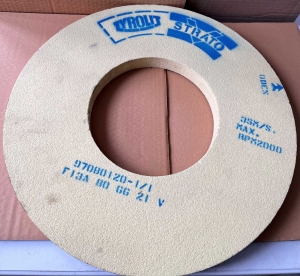 TYROLIT
STRATO
35M/S.
MAX.
RPM2000
97080120-1/1
F13A 80 GG 21 V